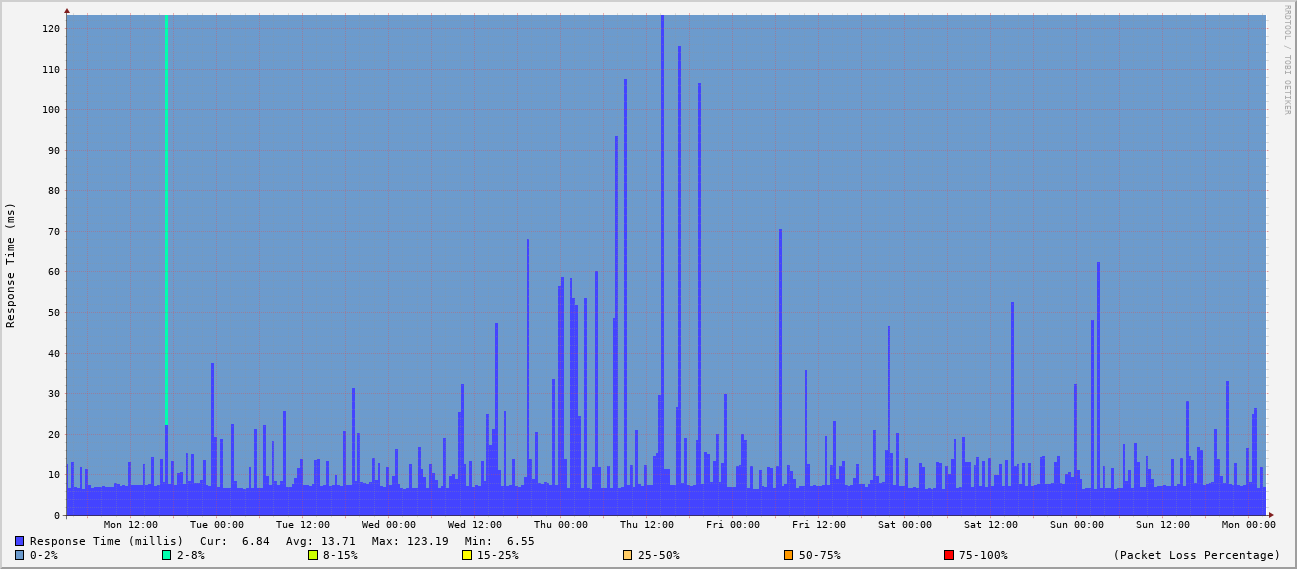 RRDTOOL / TOBI OETIKER
Response Time (ms)
120
110
100
90
80
70
60
50
40
30
20
10
0
Mon 12:00 Tue 00:00 Tue 12:00 Wed 00:00 Wed 12:00 Thu 00:00 Thu 12:00 Fri 00:00 Fri 12:00 Sat 00:00 Sat 12:00 Sun 00:00 Sun 12:00 Mon 00:00
Response Time (millis) Cur: 6.84 Avg: 13.71 Max: 123.19 Min: 6.55
0-2% 2-8% 8-15% 15-25% 25-50% 50-75% 75-100% (Packet Loss Percentage)